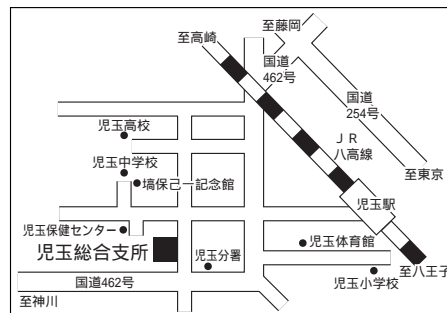 至藤岡
至高崎
国道
462号
国道
254号
ＪＲ
八高線
児玉高校
児玉中学校
塙保己一記念館
至東京
児玉駅
児玉保健センター
児玉総合支所
児玉分署
児玉体育館
国道462号
児玉小学校
至八王子
至神川